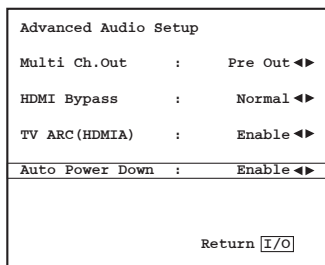 Advanced Audio Setup
Multi Ch.Out : Pre Out ◄►
HDMI Bypass : Normal ◄►
TV ARC(HDMIA) : Enable ◄►
Auto Power Down : Enable ◄►
Return I/O